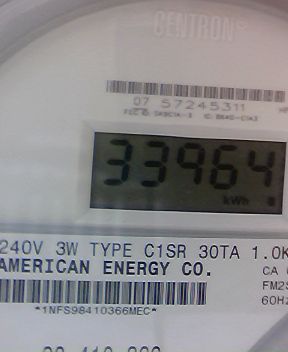 CENTRON®
07 57245311
33964
kWh
240V 3W TYPE C1SR 30TA 1.0K
AMERICAN ENERGY CO.
CA
FM2S
60Hz
*1NFS98410366MEC*